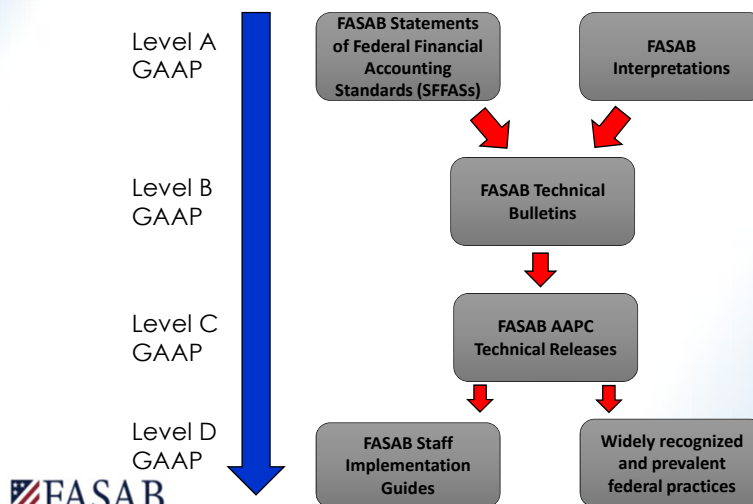 Level A
GAAP
FASAB Statements
of Federal Financial
Accounting
Standards (SFFASs)
FASAB
Interpretations
Level B
GAAP
FASAB Technical
Bulletins
Level C
GAAP
FASAB AAPC
Technical Releases
Level D
GAAP
FASAB Staff
Implementation
Guides
Widely recognized
and prevalent
federal practices
FASAB